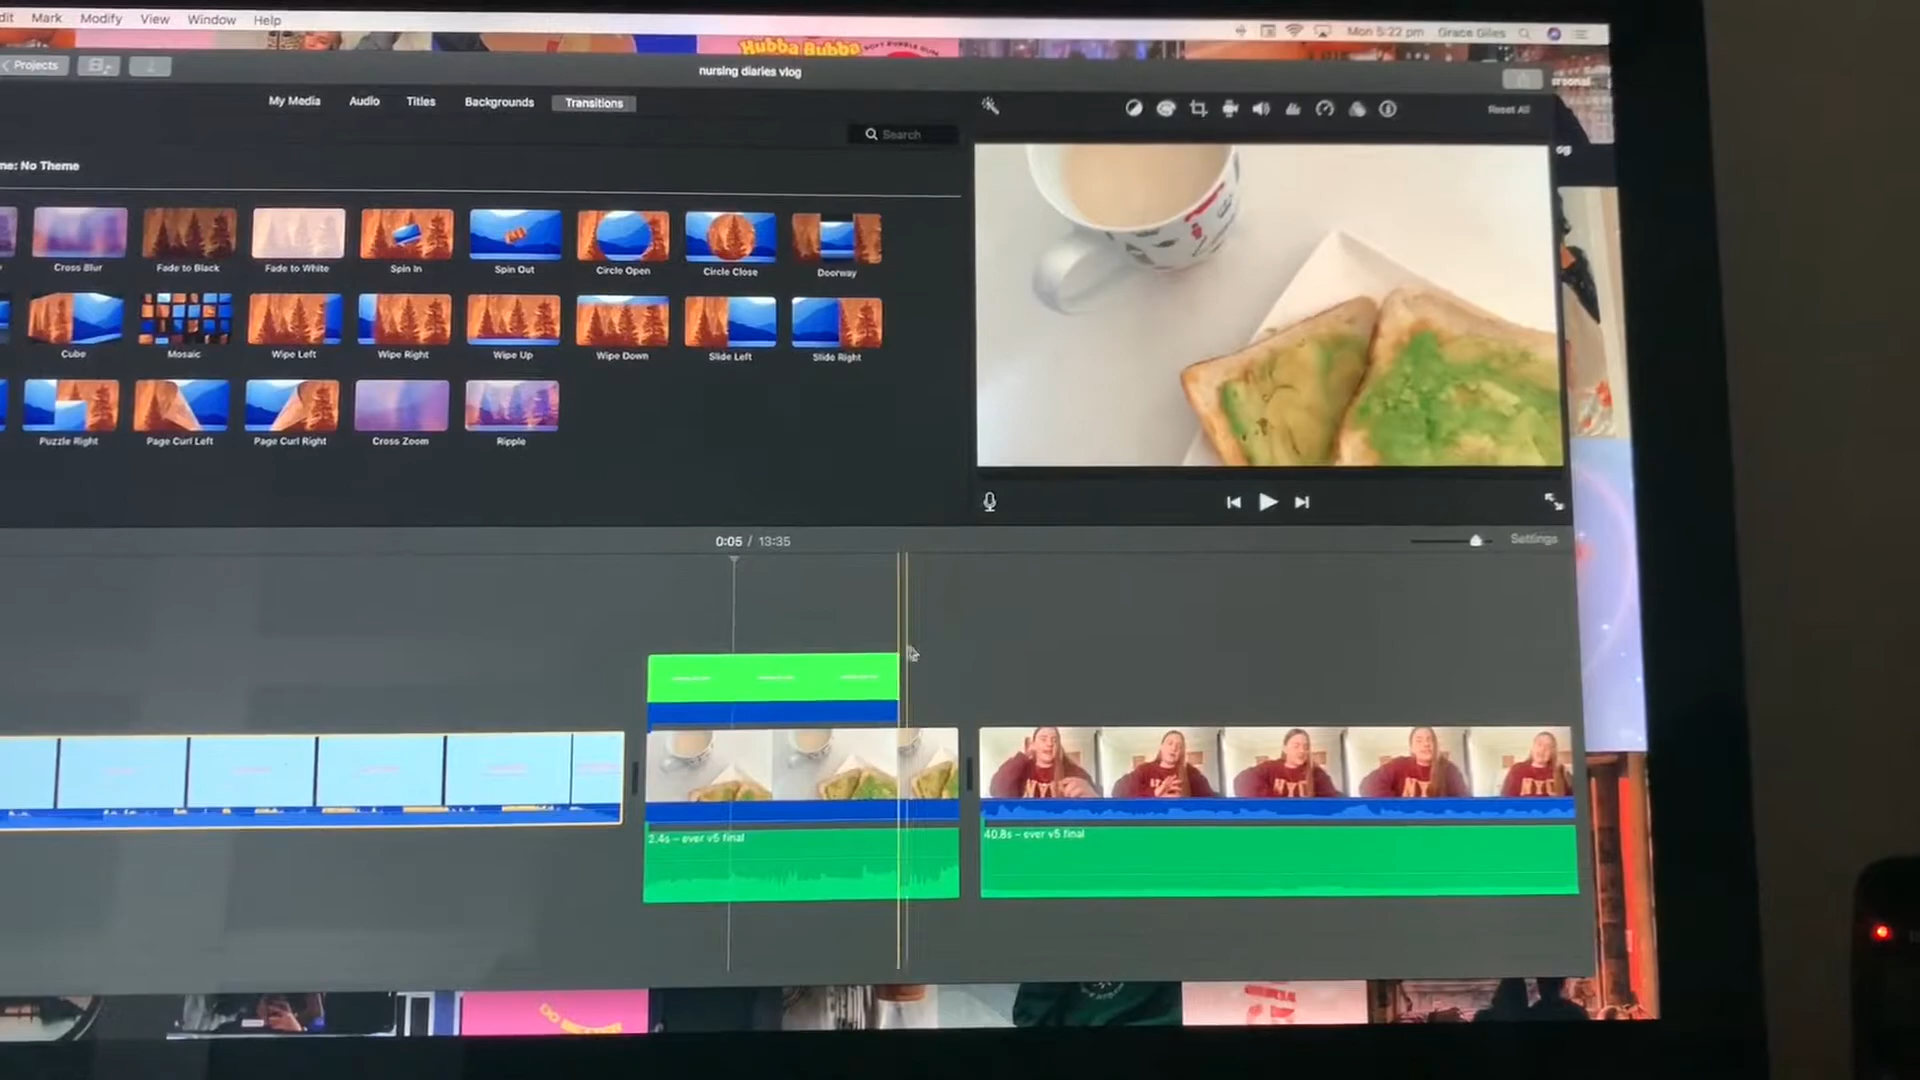 Mark Modify View Window Help
Mon 5:22 pm Grace Giles
Hubba Bubba SOFT BUBBLE GUM
Projects
nursing diaries vlog
My Media Audio Titles Backgrounds Transitions
Reset All
Search
No Theme
Cross Blur Fade to Black Fade to White Spin In Spin Out Circle Open Circle Close Doorway
Cube Mosaic Wipe Left Wipe Right Wipe Up Wipe Down Slide Left Slide Right
Puzzle Right Page Curl Left Page Curl Right Cross Zoom Ripple
0:05 / 13:35
Settings
2.4s – ever v5 final
40.8s – ever v5 final